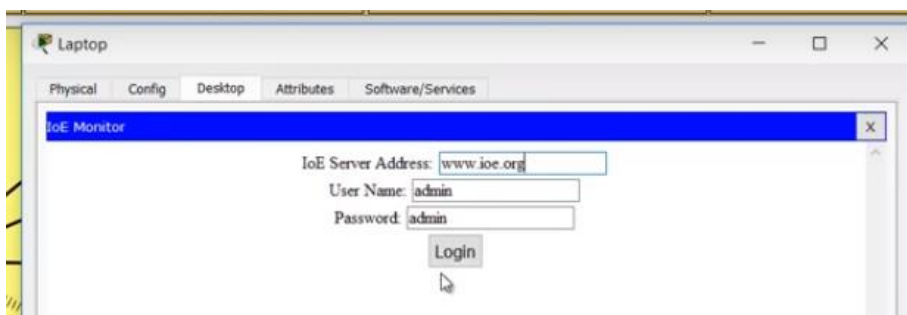 Laptop
Physical Config Desktop Attributes Software/Services
IoE Monitor X
IoE Server Address: www.ioe.org
User Name: admin
Password: admin
Login